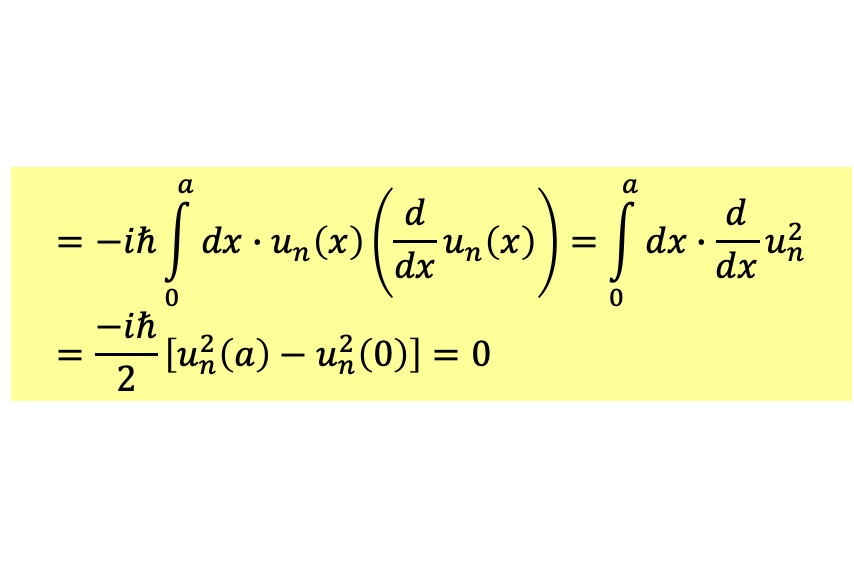 = −iħ ∫₀ᵃ dx · uₙ(x) (d/dx uₙ(x)) = ∫₀ᵃ dx · d/dx uₙ²
= −iħ/2 [uₙ²(a) − uₙ²(0)] = 0